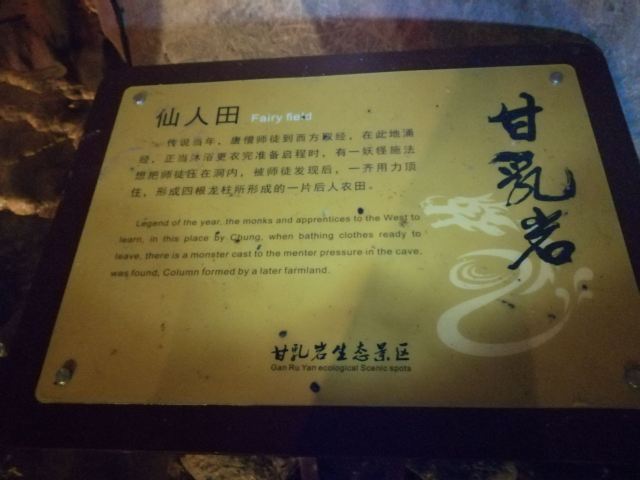 仙人田 Fairy field
传说当年，唐僧师徒到西方取经，在此地涌
经，正当沐浴更衣完准备启程时，有一妖怪施法
想把师徒压在洞内，被师徒发现后，一齐用力顶
住，形成四根龙柱所形成的一片后人农田。
Legend of the year, the monks and apprentices to the West to
learn, in this place by Chung, when bathing clothes ready to
leave, there is a monster cast to the menter pressure in the cave,
was found, Column formed by a later farmland.
甘乳岩
甘乳岩生态景区
Gan Ru Yan ecological Scenic spots